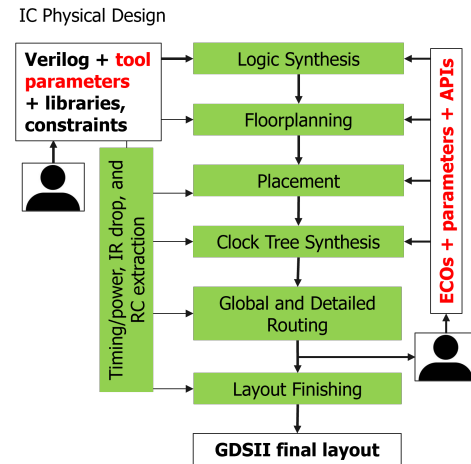 IC Physical Design
Verilog + tool
parameters
+ libraries,
constraints
Logic Synthesis
Floorplanning
Placement
Clock Tree Synthesis
Global and Detailed
Routing
Layout Finishing
GDSII final layout
Timing/power, IR drop, and
RC extraction
ECOs + parameters + APIs